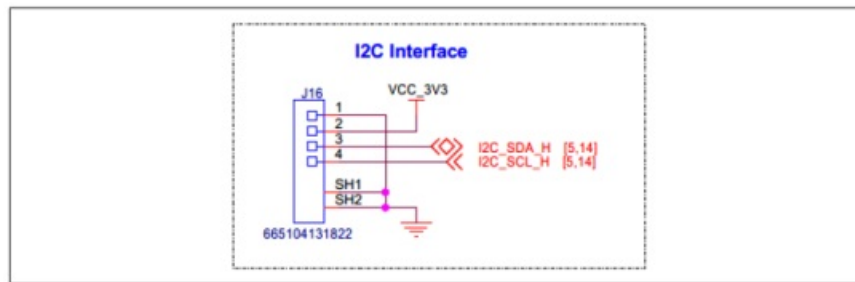 I2C Interface
J16
VCC_3V3
1
2
3
4
I2C_SDA_H [5,14]
I2C_SCL_H [5,14]
SH1
SH2
665104131822